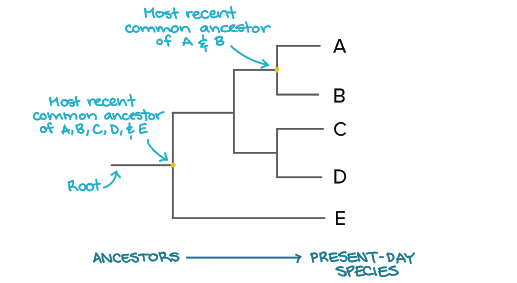 Most recent
common ancestor
of A & B
A
B
Most recent
common ancestor
of A, B, C, D, & E
C
D
Root
E
ANCESTORS
PRESENT-DAY
SPECIES